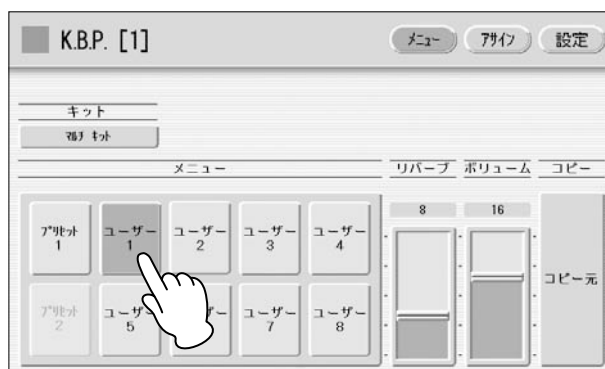 K.B.P. [1]
メニュー アサイン 設定
キット
マルチ キット
メニュー リバーブ ボリューム コピー
8 16
プリセット 1
ユーザー 1
ユーザー 2
ユーザー 3
ユーザー 4
コピー元
プリセット 2
ユーザー 5
ユーザー 7
ユーザー 8